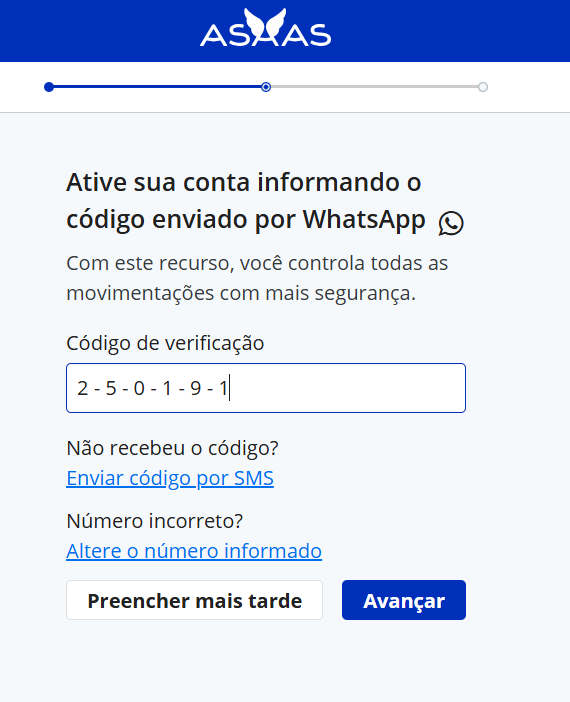 ASAAS
Ative sua conta informando o
código enviado por WhatsApp
Com este recurso, você controla todas as
movimentações com mais segurança.
Código de verificação
2 - 5 - 0 - 1 - 9 - 1
Não recebeu o código?
Enviar código por SMS
Número incorreto?
Altere o número informado
Preencher mais tarde
Avançar